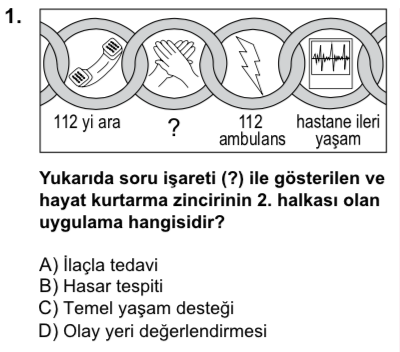 1.
112 yi ara
?
112
ambulans
hastane ileri
yaşam
Yukarıda soru işareti (?) ile gösterilen ve
hayat kurtarma zincirinin 2. halkası olan
uygulama hangisidir?
A) İlaçla tedavi
B) Hasar tespiti
C) Temel yaşam desteği
D) Olay yeri değerlendirmesi